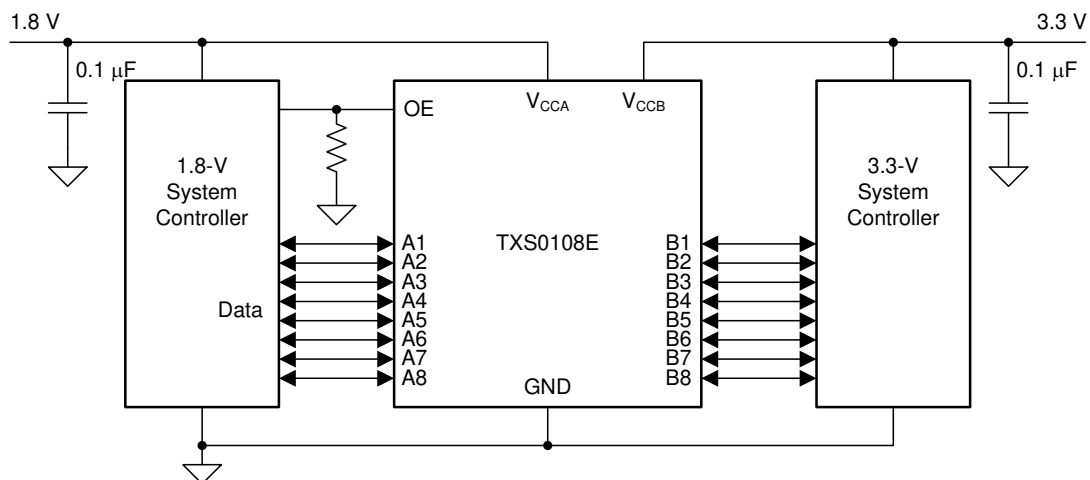 1.8 V
3.3 V
0.1 μF
0.1 μF
OE
VCCA
VCCB
1.8-V
System
Controller
3.3-V
System
Controller
TXS0108E
A1
A2
A3
A4
A5
A6
A7
A8
B1
B2
B3
B4
B5
B6
B7
B8
Data
GND